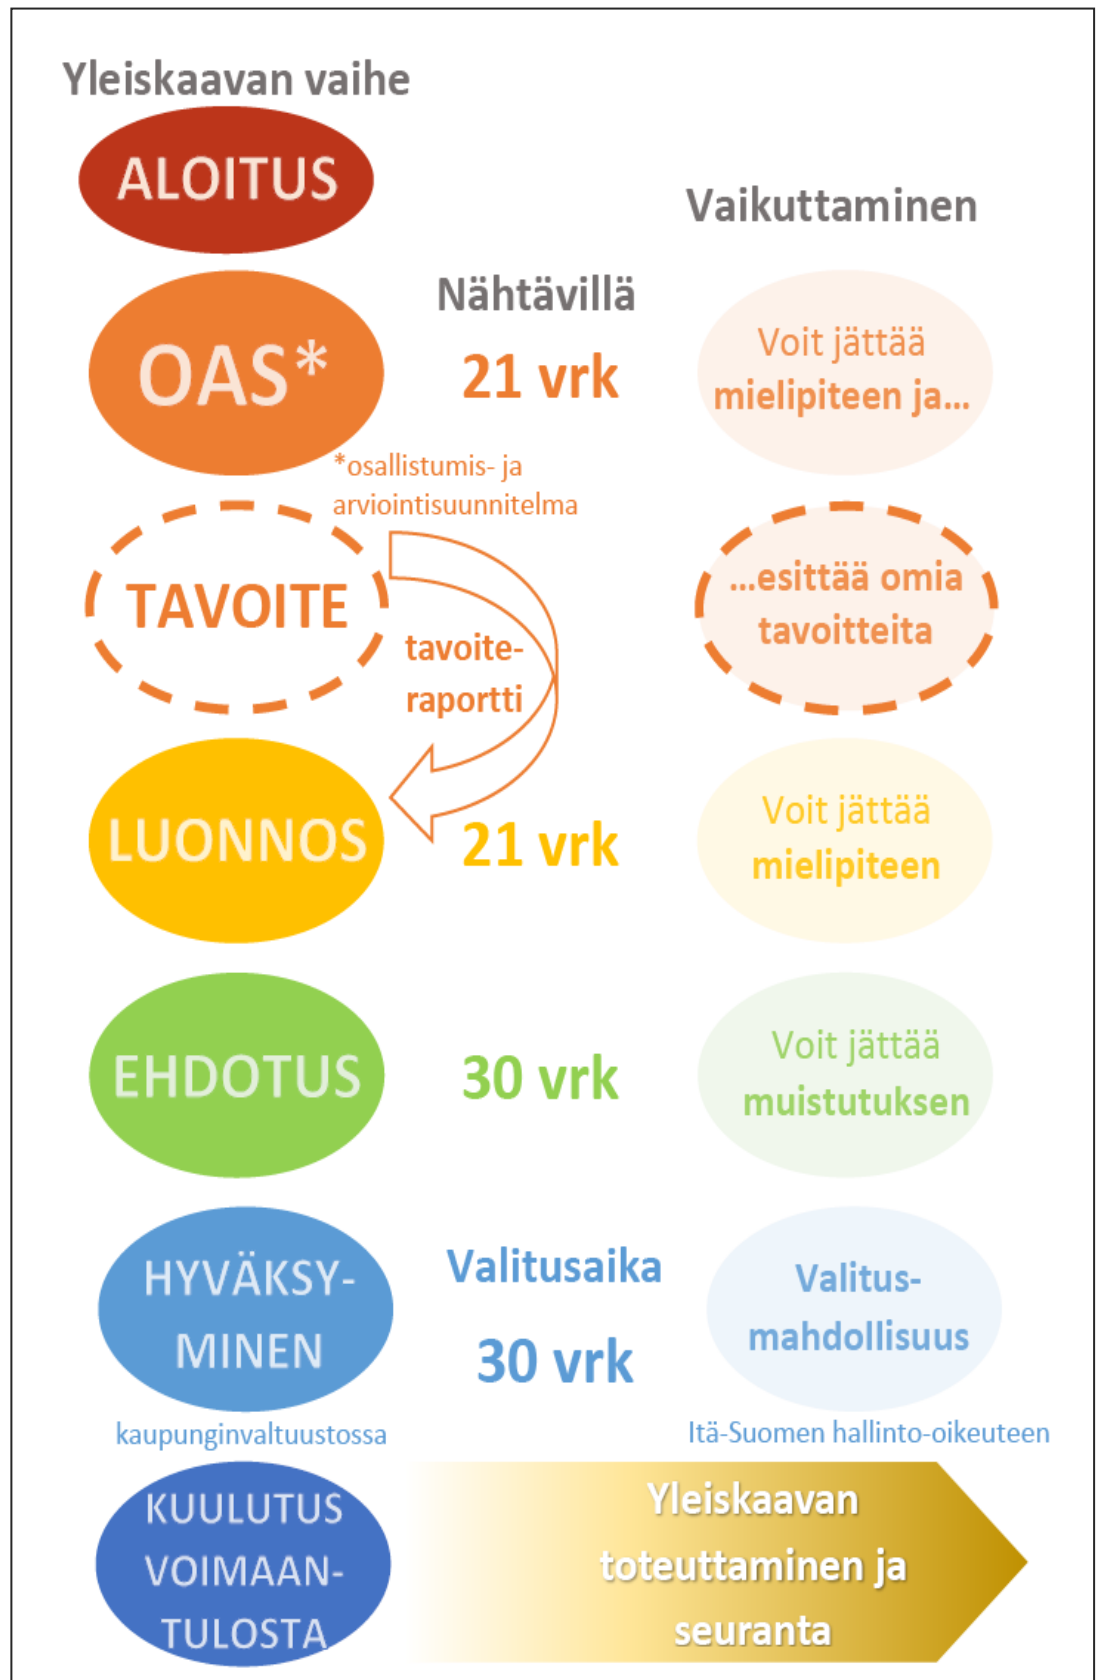 Yleiskaavan vaihe
ALOITUS
Vaikuttaminen
Nähtävillä
OAS*
21 vrk
Voit jättää
mielipiteen ja...
*osallistumis- ja
arviointisuunnitelma
TAVOITE
...esittää omia
tavoitteita
tavoite-
raportti
LUONNOS
21 vrk
Voit jättää
mielipiteen
EHDOTUS
30 vrk
Voit jättää
muistutuksen
HYVÄKSY-
MINEN
Valitusaika
30 vrk
Valitus-
mahdollisuus
kaupunginvaltuustossa
Itä-Suomen hallinto-oikeuteen
KUULUTUS
VOIMAAN-
TULOSTA
Yleiskaavan
toteuttaminen ja
seuranta